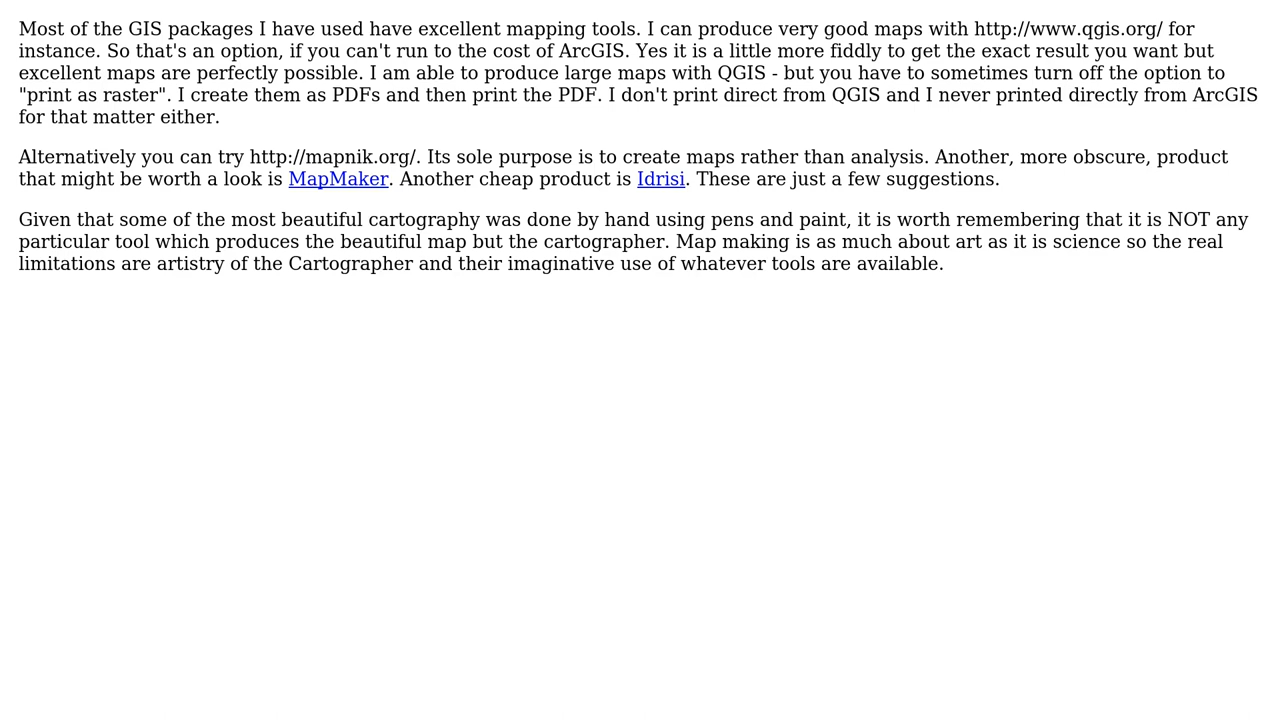 Most of the GIS packages I have used have excellent mapping tools. I can produce very good maps with http://www.qgis.org/ for
instance. So that's an option, if you can't run to the cost of ArcGIS. Yes it is a little more fiddly to get the exact result you want but
excellent maps are perfectly possible. I am able to produce large maps with QGIS - but you have to sometimes turn off the option to
"print as raster". I create them as PDFs and then print the PDF. I don't print direct from QGIS and I never printed directly from ArcGIS
for that matter either.
Alternatively you can try http://mapnik.org/. Its sole purpose is to create maps rather than analysis. Another, more obscure, product
that might be worth a look is MapMaker. Another cheap product is Idrisi. These are just a few suggestions.
Given that some of the most beautiful cartography was done by hand using pens and paint, it is worth remembering that it is NOT any
particular tool which produces the beautiful map but the cartographer. Map making is as much about art as it is science so the real
limitations are artistry of the Cartographer and their imaginative use of whatever tools are available.